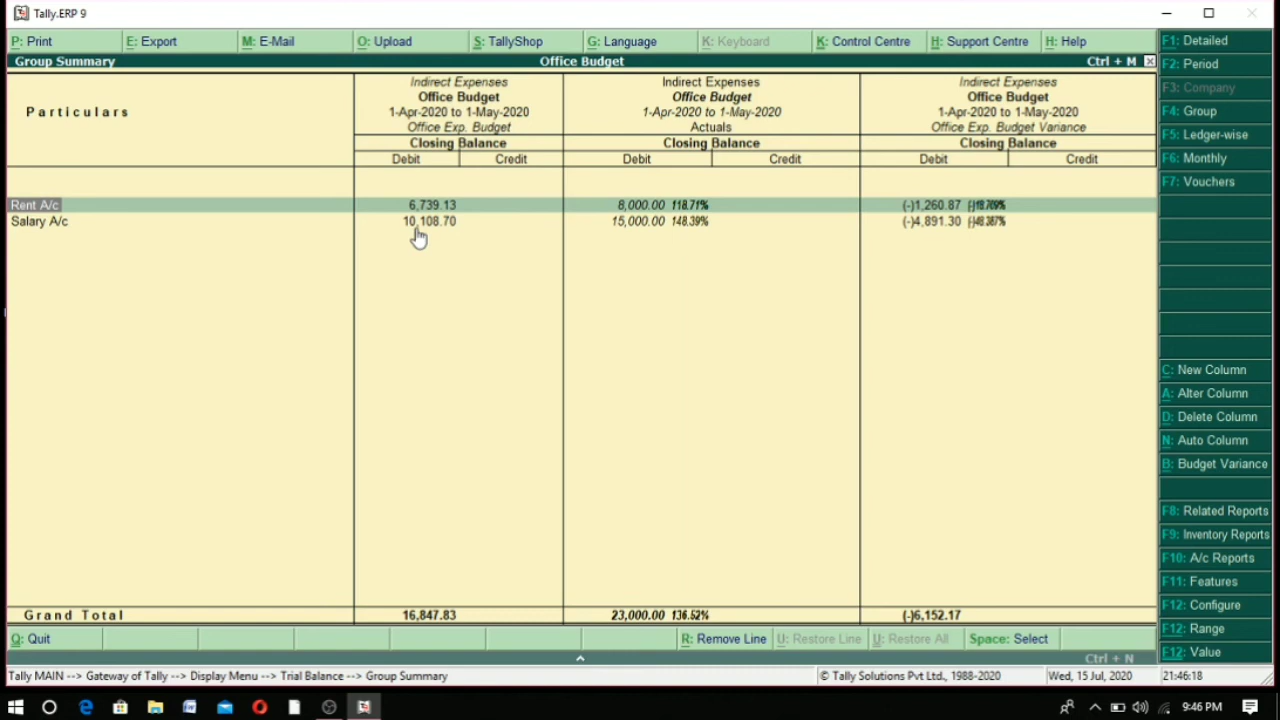 Tally.ERP 9
P: Print E: Export M: E-Mail O: Upload S: TallyShop G: Language K: Keyboard K: Control Centre H: Support Centre H: Help
Group Summary Office Budget Ctrl + M
Particulars
Indirect Expenses Indirect Expenses Indirect Expenses
Office Budget Office Budget Office Budget
1-Apr-2020 to 1-May-2020 1-Apr-2020 to 1-May-2020 1-Apr-2020 to 1-May-2020
Office Exp. Budget Actuals Office Exp. Budget Variance
Closing Balance Closing Balance Closing Balance
Debit Credit Debit Credit Debit Credit
Rent A/c 6,739.13 8,000.00 118.71% (-)1,260.87
Salary A/c 10,108.70 15,000.00 148.39% (-)4,891.30
Grand Total 16,847.83 23,000.00 136.52% (-)6,152.17
Q: Quit R: Remove Line U: Restore Line U: Restore All Space: Select
Ctrl + N
Tally MAIN --> Gateway of Tally --> Display Menu --> Trial Balance --> Group Summary © Tally Solutions Pvt Ltd., 1988-2020 Wed, 15 Jul, 2020 21:46:18
F1: Detailed
F2: Period
F3: Company
F4: Group
F5: Ledger-wise
F6: Monthly
F7: Vouchers
C: New Column
A: Alter Column
D: Delete Column
N: Auto Column
B: Budget Variance
F8: Related Reports
F9: Inventory Reports
F10: A/c Reports
F11: Features
F12: Configure
F12: Range
F12: Value
9:46 PM